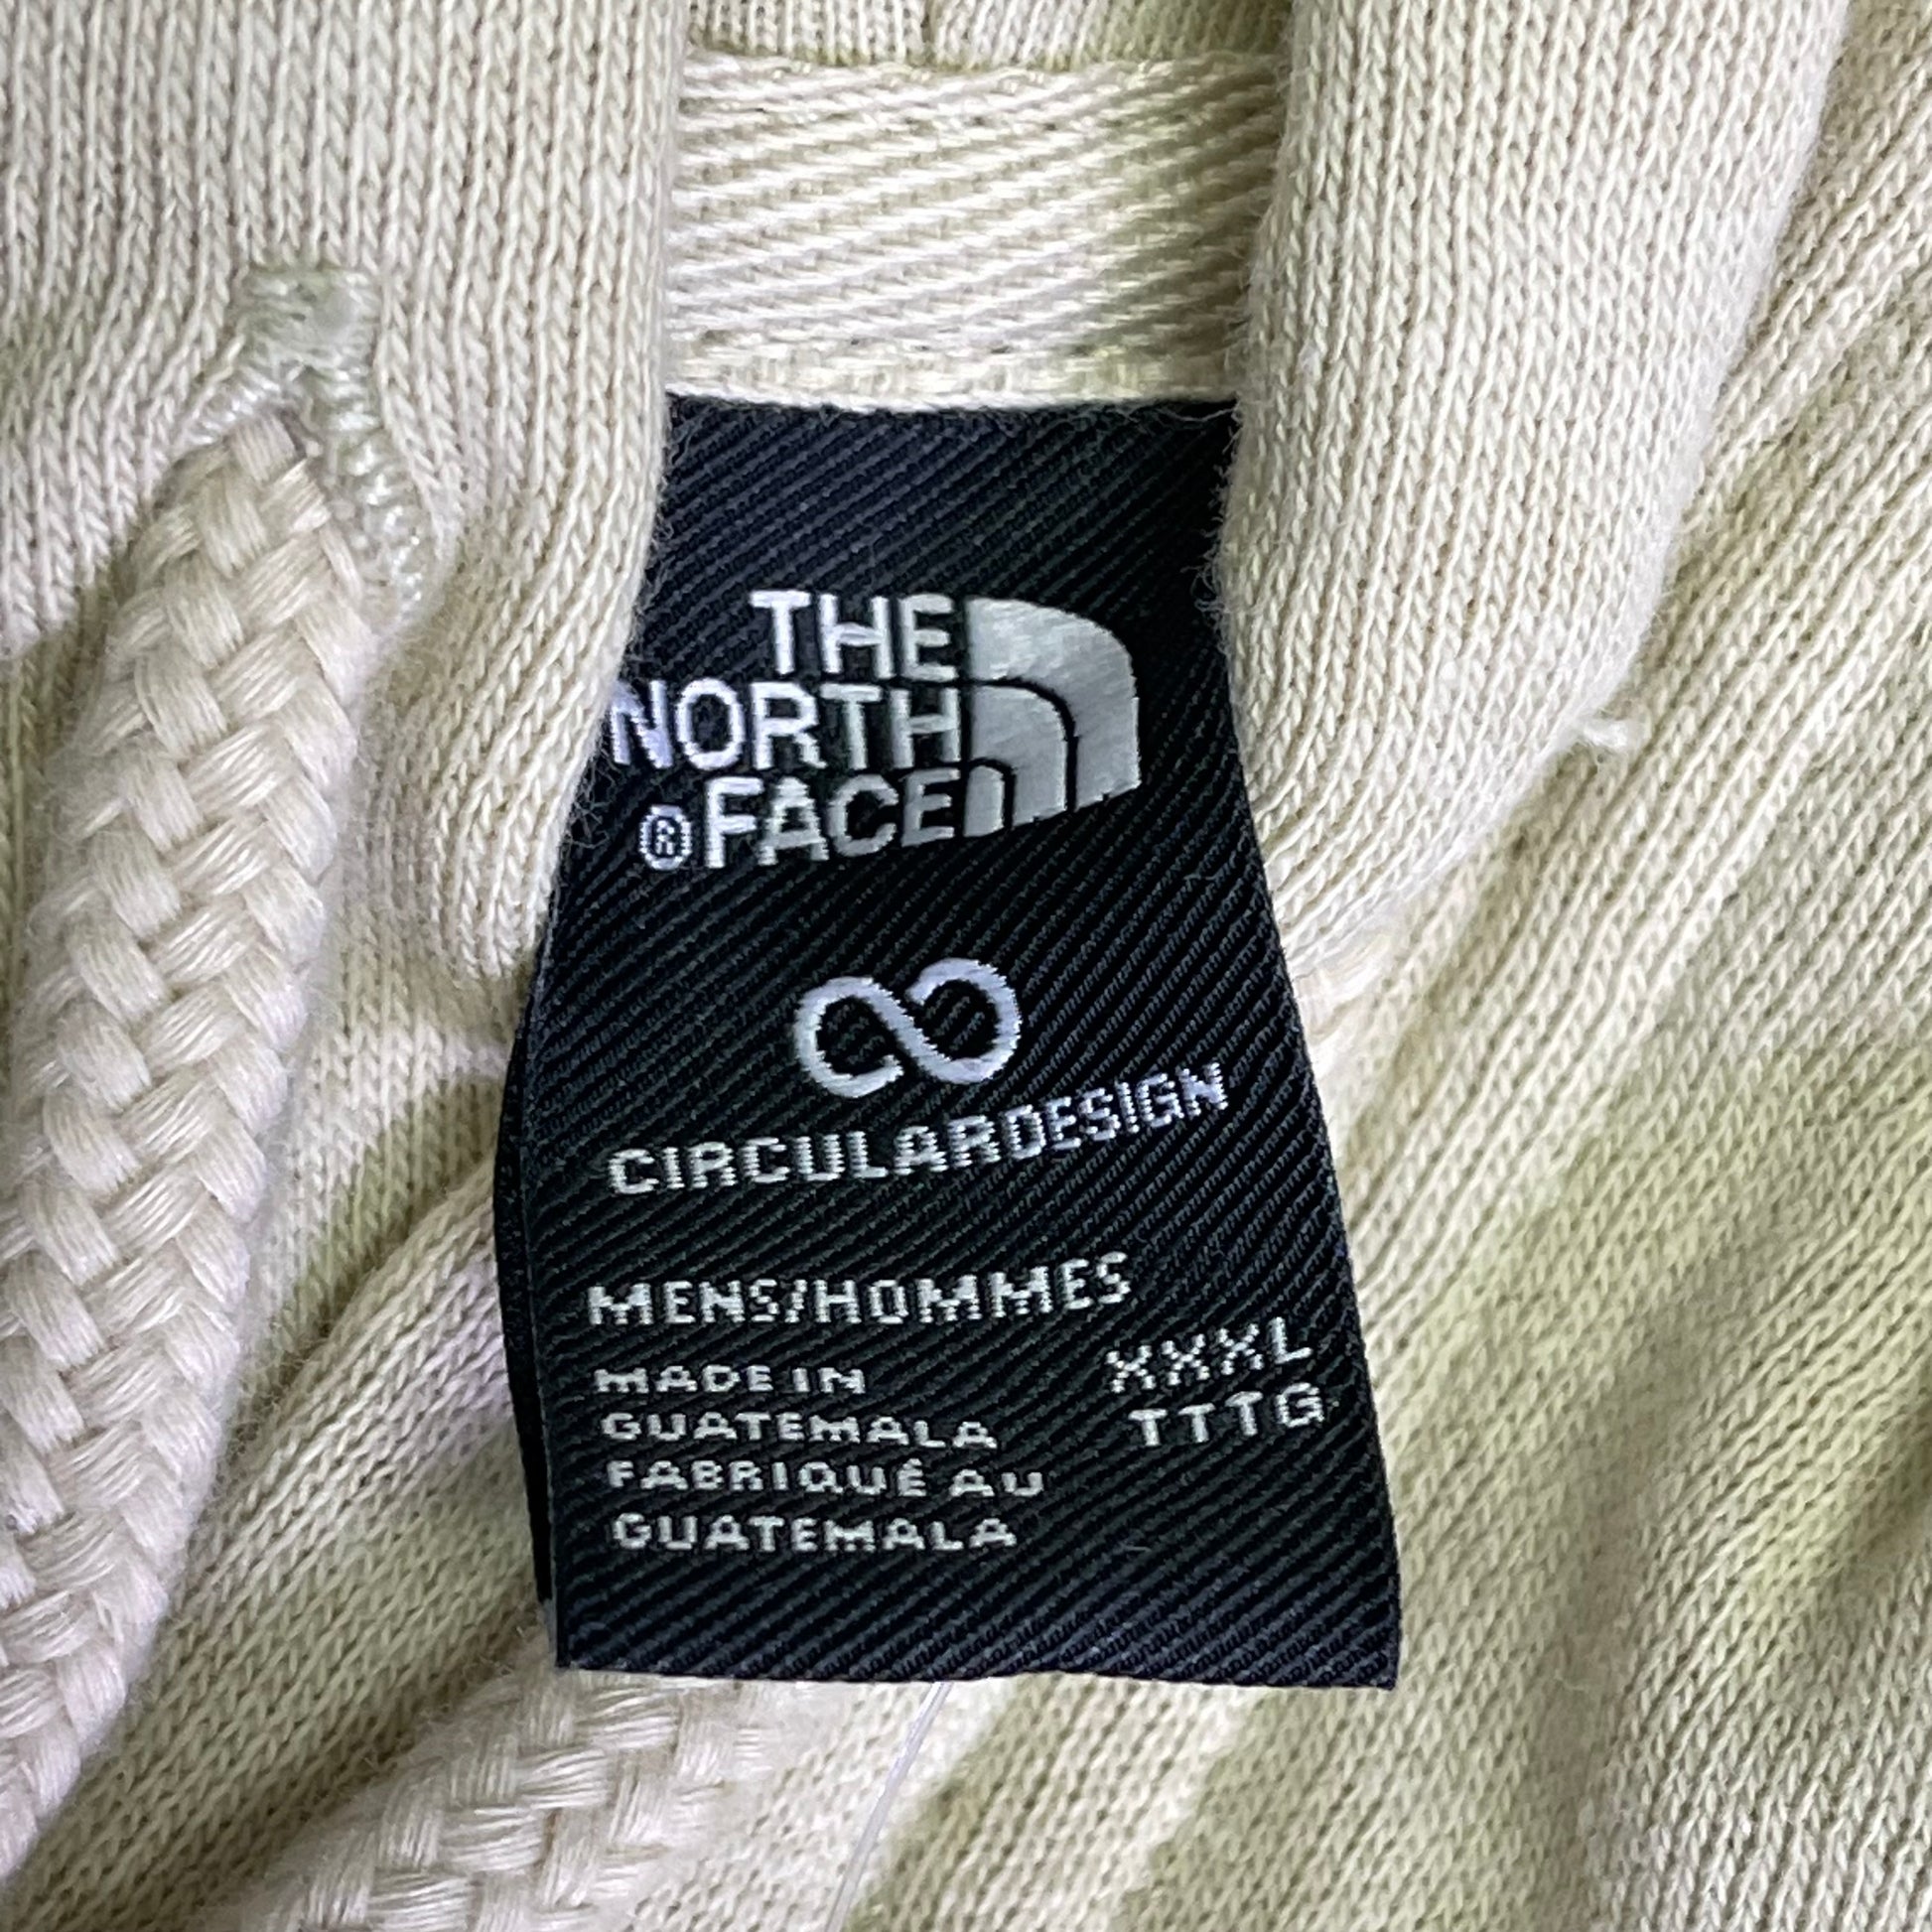 THE
NORTH
®FACE
CIRCULARDESIGN
MENS/HOMMES
XXXL
TTTG
MADE IN
GUATEMALA
FABRIQUÉ AU
GUATEMALA